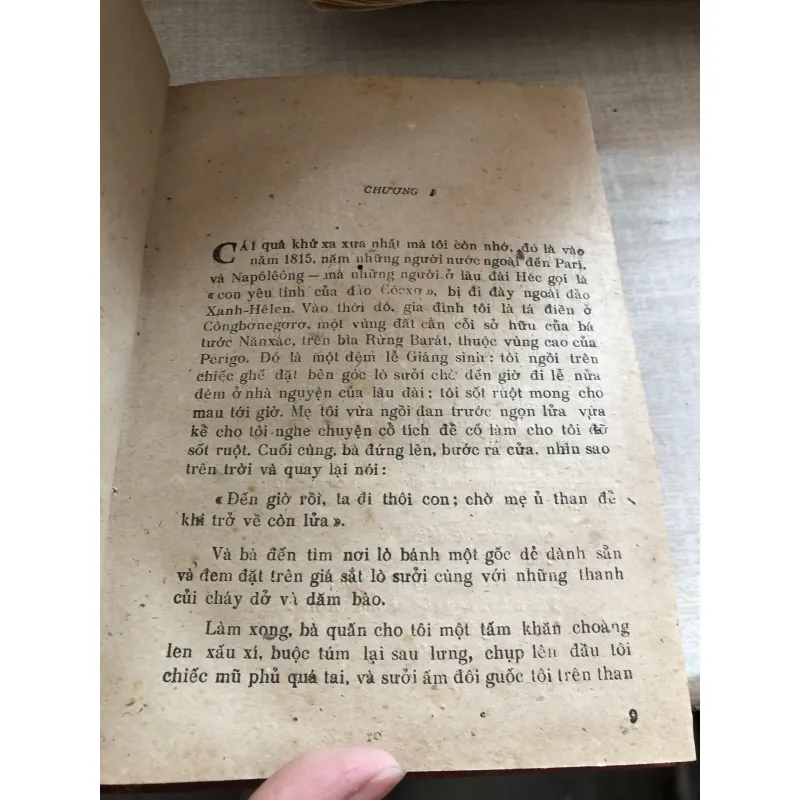 CHƯƠNG 1
CÁI quá khứ xa xưa nhất mà tôi còn nhớ, đó là vào
năm 1815, năm những người nước ngoài đến Pari,
và Napôlêông — mà những người ở lâu đài Héc gọi là
« con yêu tinh của đảo Coócxơ », bị đi đày ngoài đảo
Xanh-Hêlen. Vào thời đó, gia đình tôi là tá điền ở
Côngbơnegơrơ, một vùng đất cằn cỗi sở hữu của bá
tước Năngxắc, trên bìa Rừng Barát, thuộc vùng cao của
Périgo. Đó là một đêm lễ Giáng sinh: tôi ngồi trên
chiếc ghế đặt bên góc lò sưởi chờ đến giờ đi lễ nửa
đêm ở nhà nguyện của lâu đài; tôi sốt ruột mong cho
mau tới giờ. Mẹ tôi vừa ngồi đan trước ngọn lửa vừa
kể cho tôi nghe chuyện cổ tích để cố làm cho tôi đỡ
sốt ruột. Cuối cùng, bà đứng lên, bước ra cửa, nhìn sao
trên trời và quay lại nói:
« Đến giờ rồi, ta đi thôi con; chờ mẹ ủ than để
khi trở về còn lửa ».
Và bà đến tìm nơi lò bánh một gốc dẻ dành sẵn
và đem đặt trên giá sắt lò sưởi cùng với những thanh
củi cháy dở và dăm bào.
Làm xong, bà quấn cho tôi một tấm khăn choàng
len xấu xí, buộc túm lại sau lưng, chụp lên đầu tôi
chiếc mũ phủ quá tai, và sưởi ấm đôi guốc tôi trên than
9